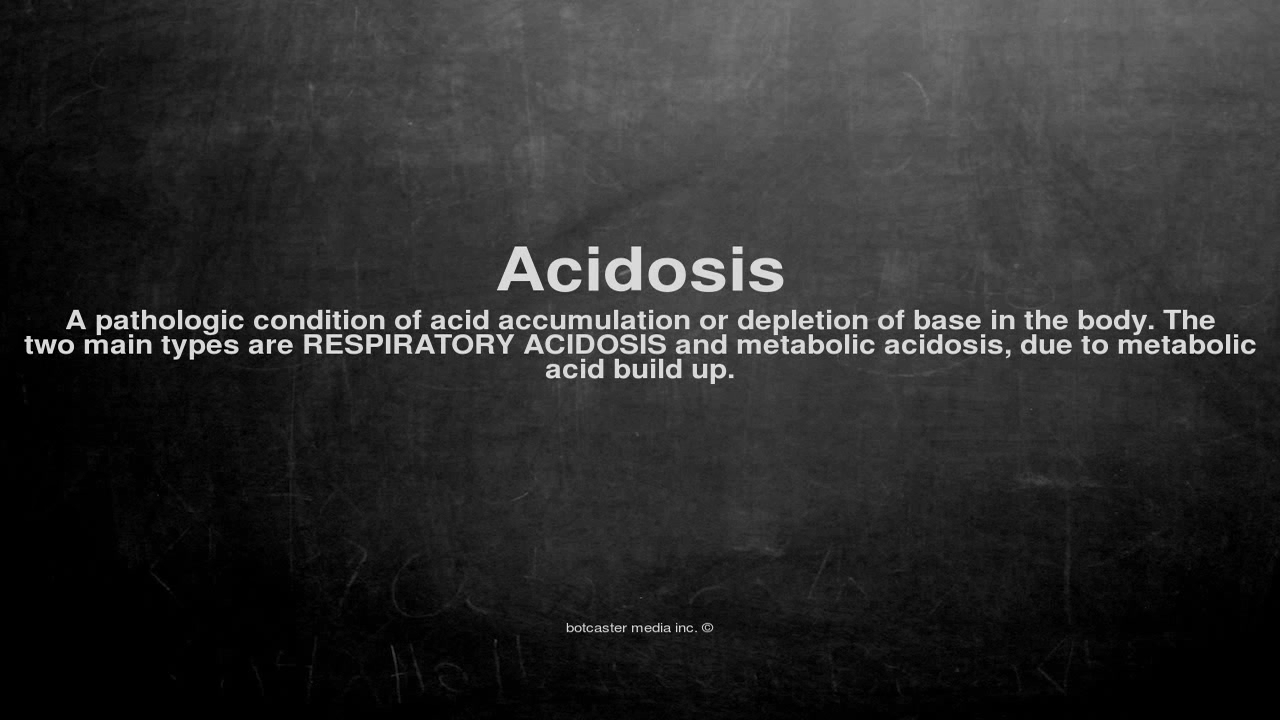 Acidosis
A pathologic condition of acid accumulation or depletion of base in the body. The
two main types are RESPIRATORY ACIDOSIS and metabolic acidosis, due to metabolic
acid build up.
botcaster media inc. ©